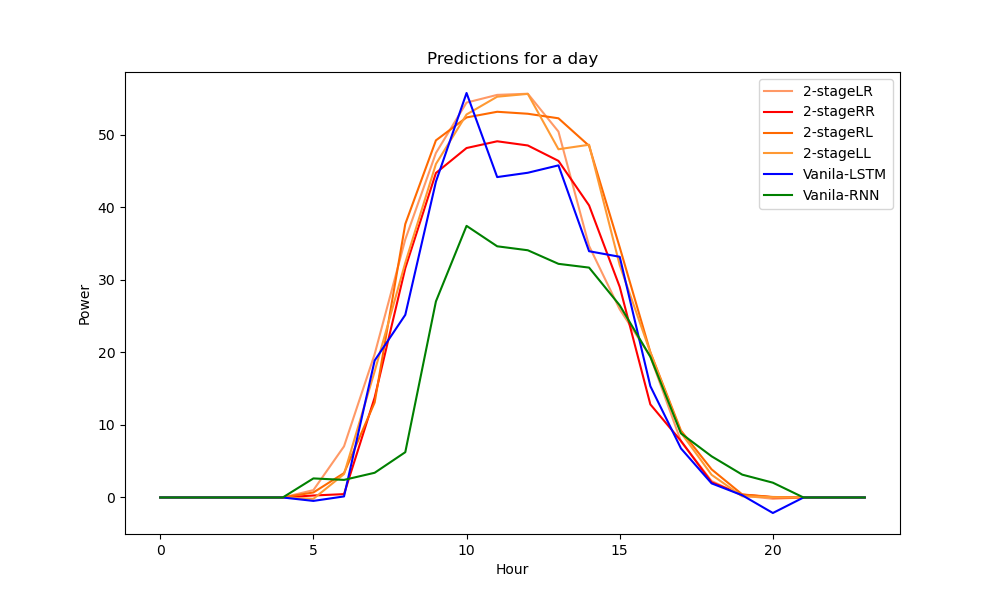 Predictions for a day
2-stageLR
2-stageRR
2-stageRL
2-stageLL
Vanila-LSTM
Vanila-RNN
Power
50
40
30
20
10
0
0 5 10 15 20
Hour